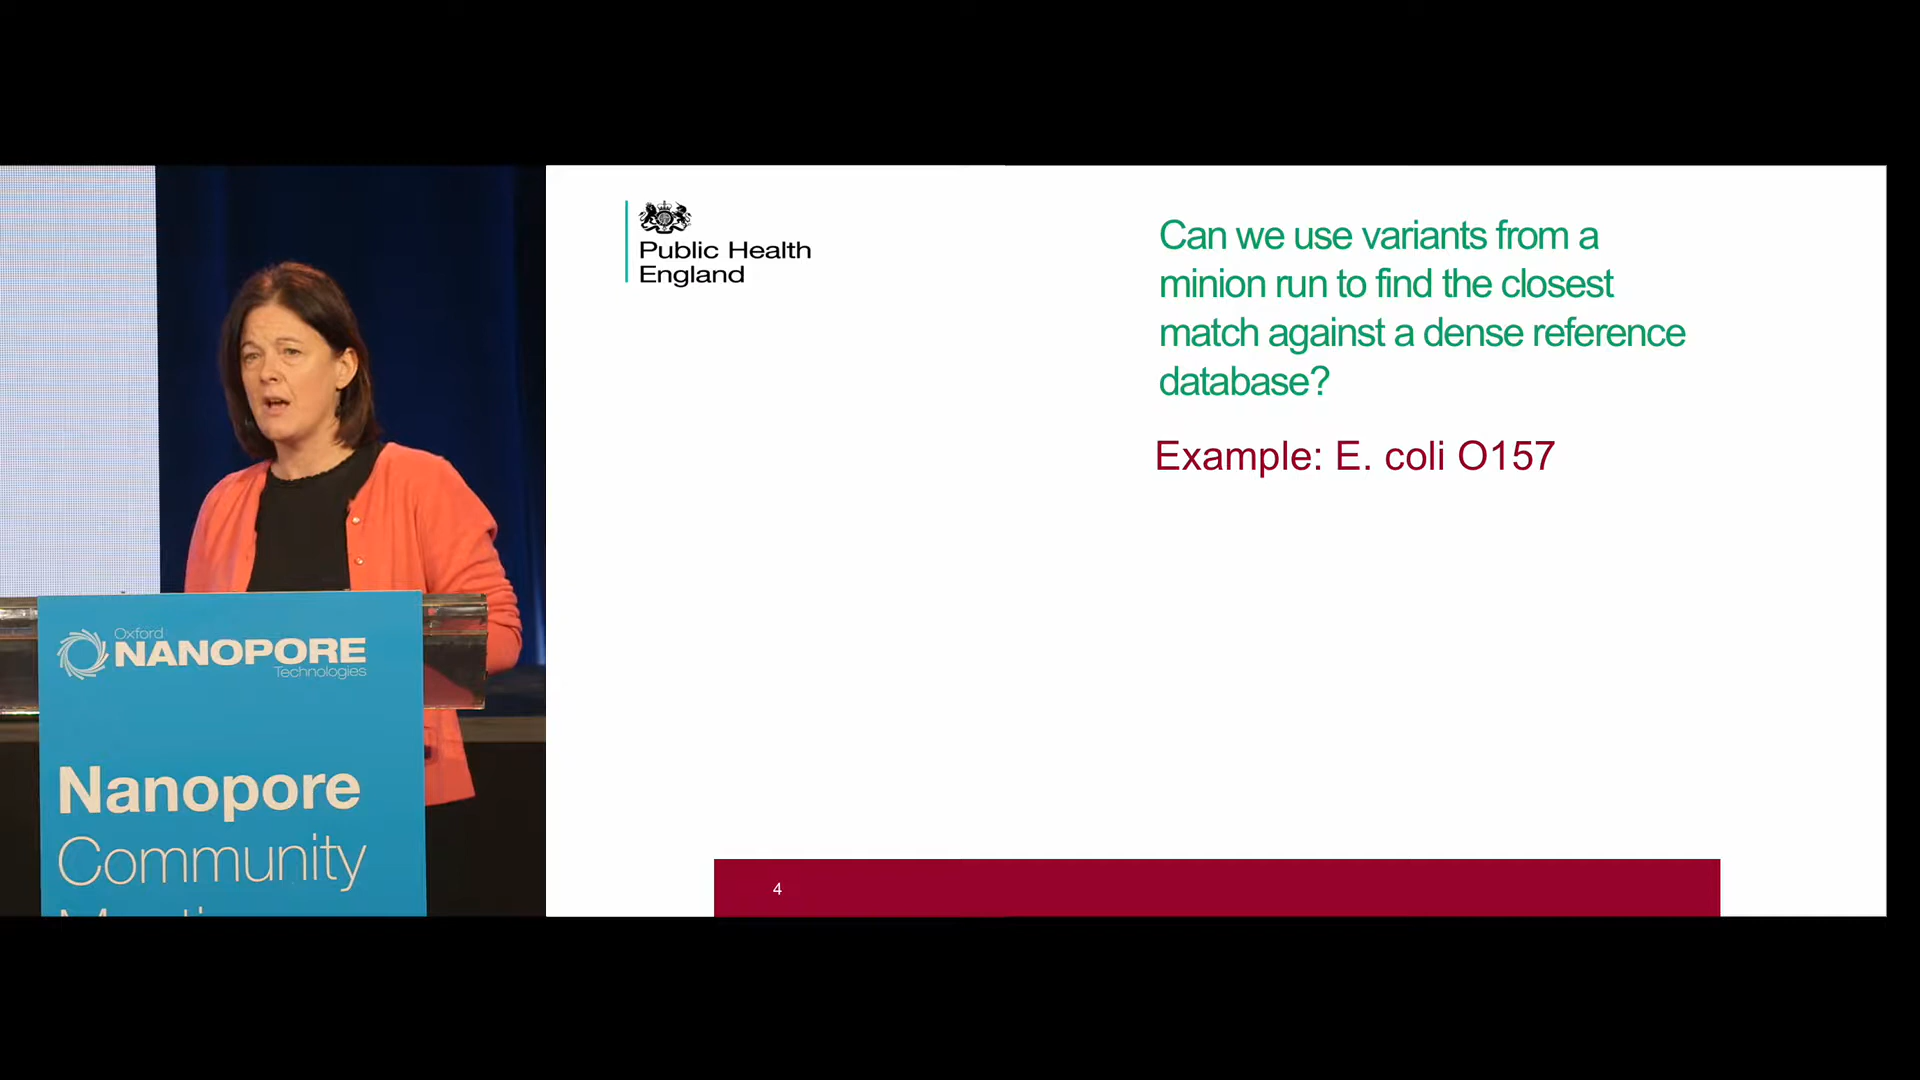 Oxford
NANOPORE
Technologies
Nanopore
Community
Public Health
England
Can we use variants from a
minion run to find the closest
match against a dense reference
database?
Example: E. coli O157
4